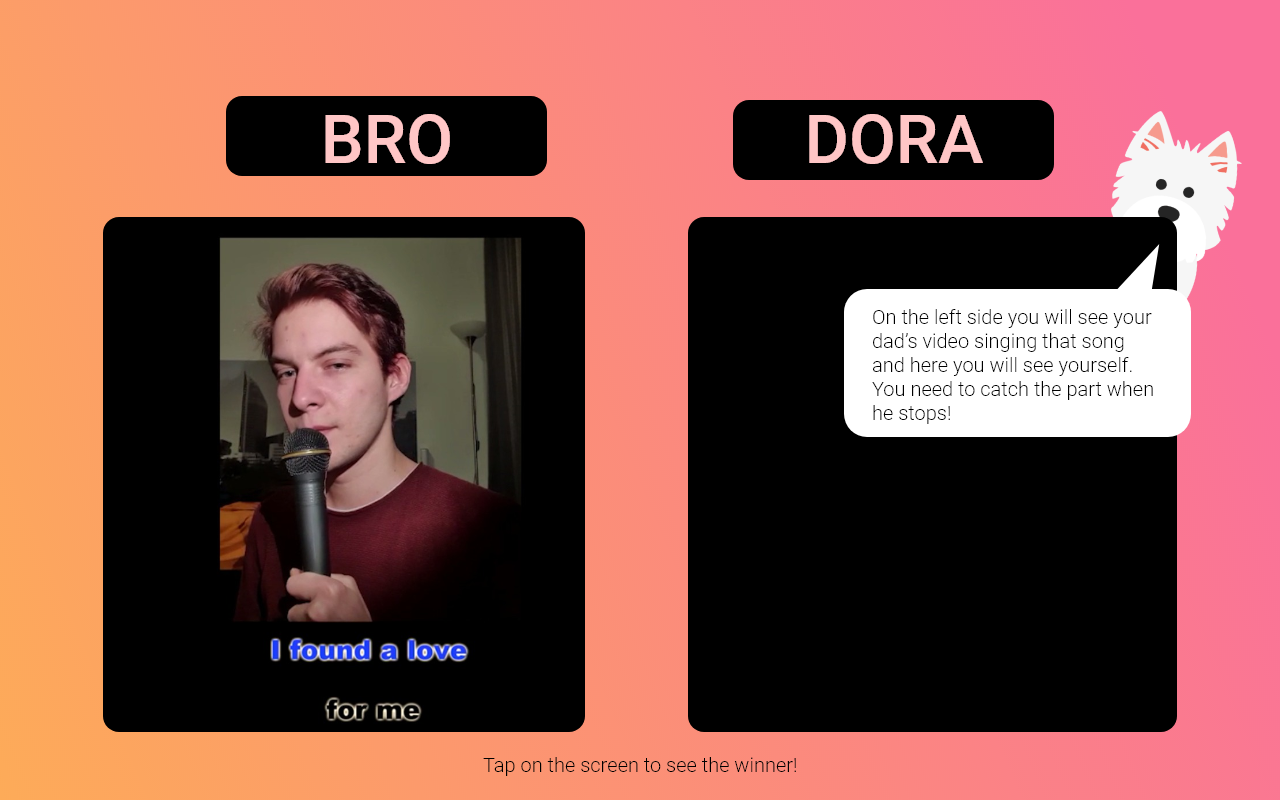 BRO
DORA
On the left side you will see your
dad's video singing that song
and here you will see yourself.
You need to catch the part when
he stops!
I found a love
for me
Tap on the screen to see the winner!